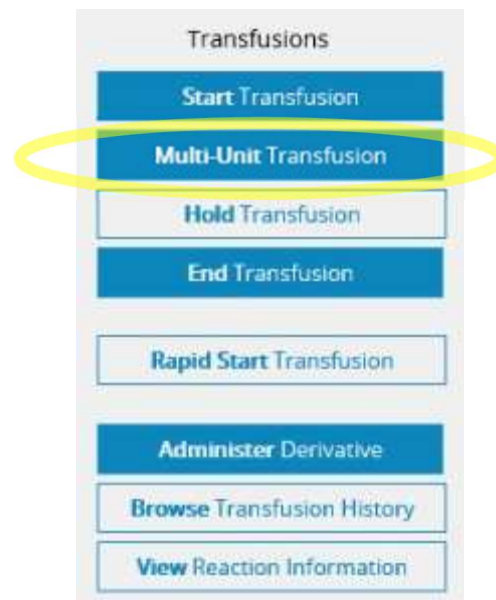 Transfusions
Start Transfusion
Multi-Unit Transfusion
Hold Transfusion
End Transfusion
Rapid Start Transfusion
Administer Derivative
Browse Transfusion History
View Reaction Information